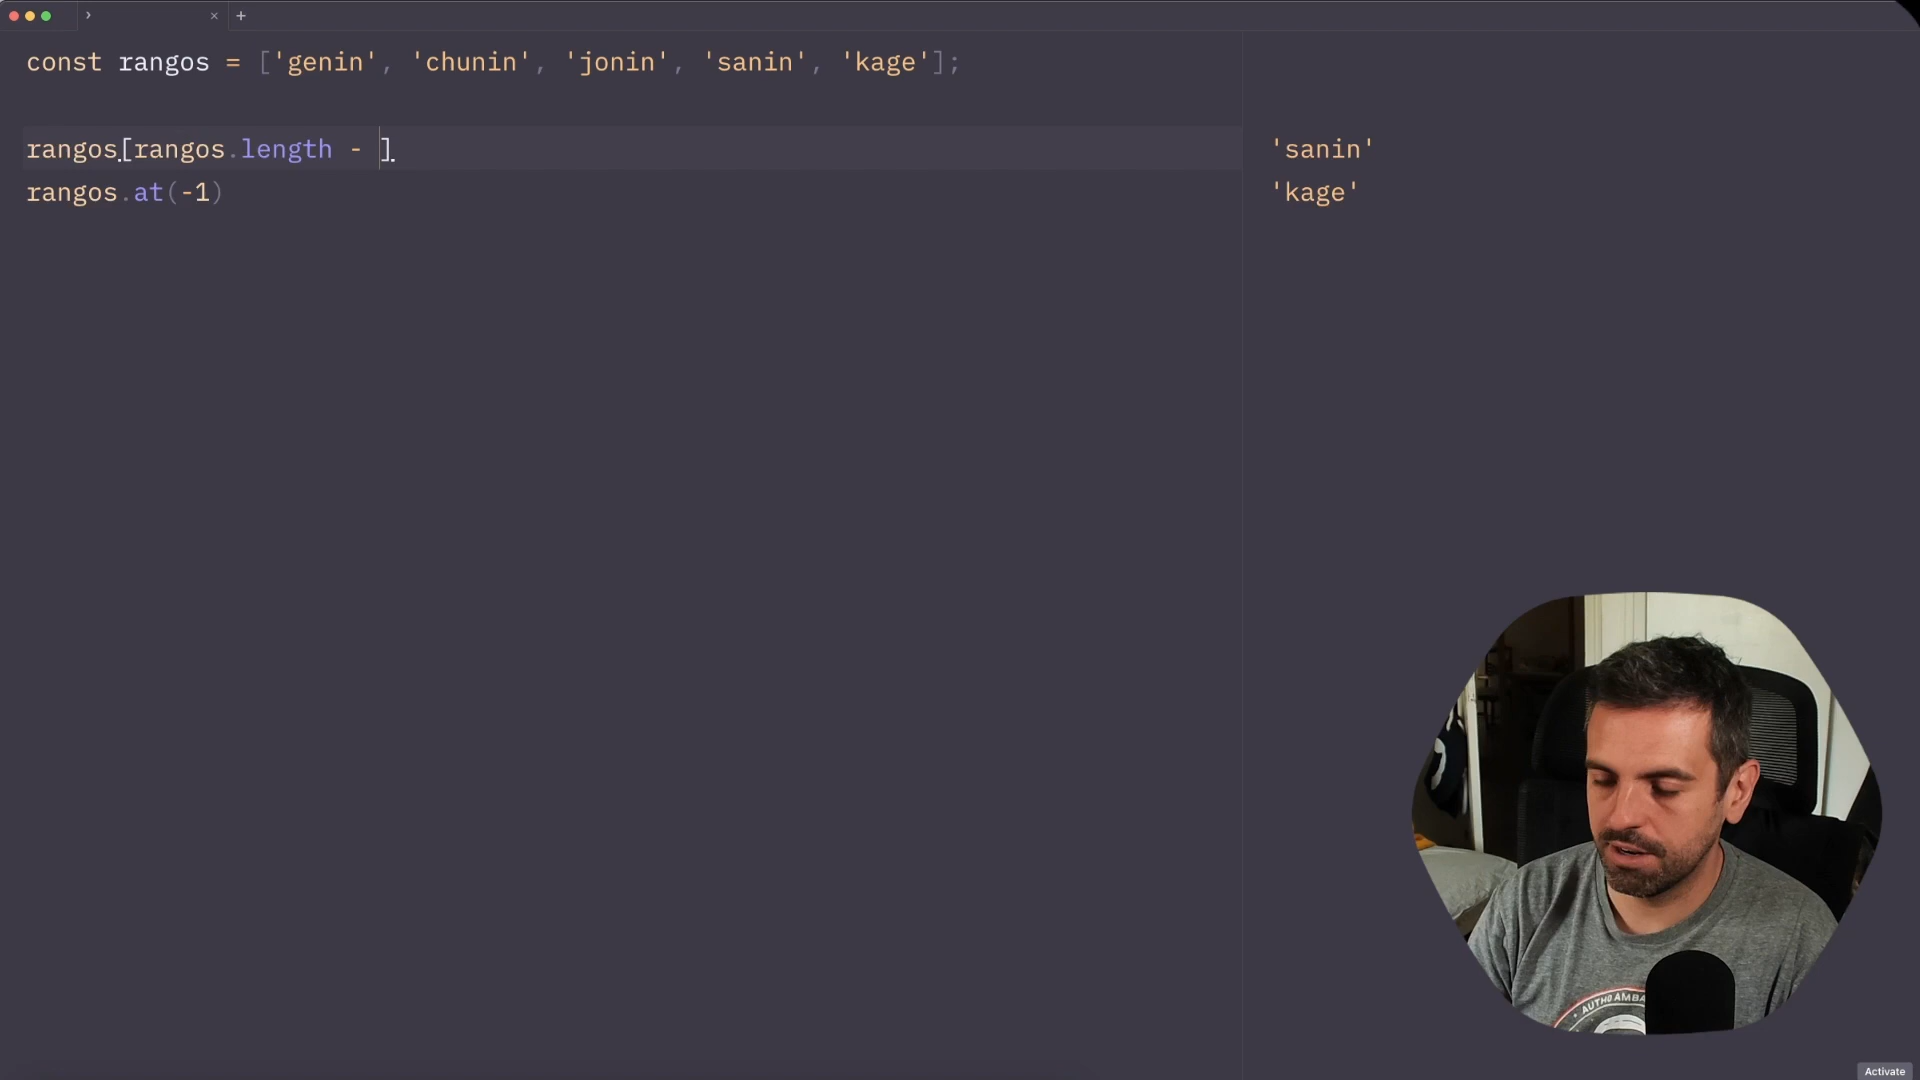 const rangos = ['genin', 'chunin', 'jonin', 'sanin', 'kage'];
rangos[rangos.length - ]
'sanin'
rangos.at(-1)
'kage'
Activate